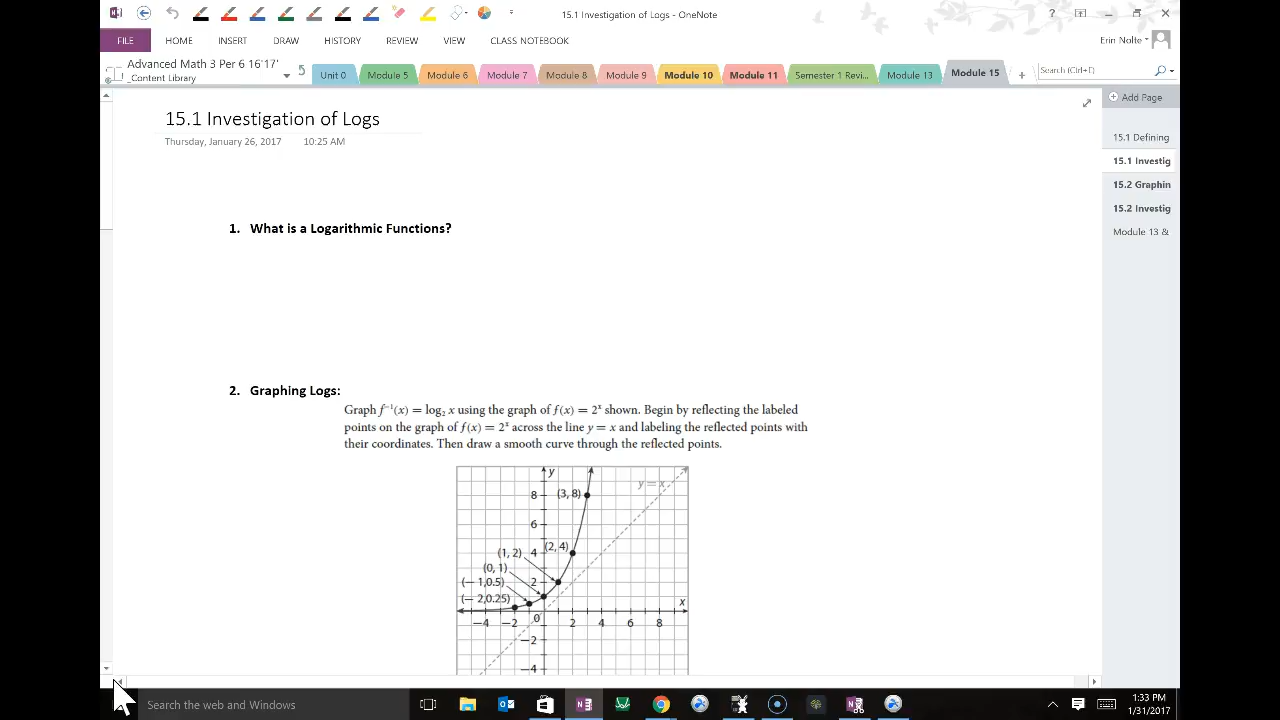 15.1 Investigation of Logs - OneNote
?
FILE
HOME
INSERT
DRAW
HISTORY
REVIEW
VIEW
CLASS NOTEBOOK
Erin Nolte
Advanced Math 3 Per 6 16'17'
_Content Library
Unit 0
Module 5
Module 6
Module 7
Module 8
Module 9
Module 10
Module 11
Semester 1 Revi...
Module 13
Module 15
Search (Ctrl+E)
Add Page
15.1 Investigation of Logs
Thursday, January 26, 2017 10:25 AM
15.1 Defining
15.1 Investig
15.2 Graphin
15.2 Investig
Module 13 &
1. What is a Logarithmic Functions?
2. Graphing Logs:
Graph f⁻¹(x) = log₂ x using the graph of f(x) = 2ˣ shown. Begin by reflecting the labeled
points on the graph of f(x) = 2ˣ across the line y = x and labeling the reflected points with
their coordinates. Then draw a smooth curve through the reflected points.
y
y = x
8
(3, 8)
6
(2, 4)
(1, 2)
4
(0, 1)
(− 1,0.5)
2
(− 2,0.25)
x
−4 −2 0 2 4 6 8
−2
−4
Search the web and Windows
1:33 PM
1/31/2017